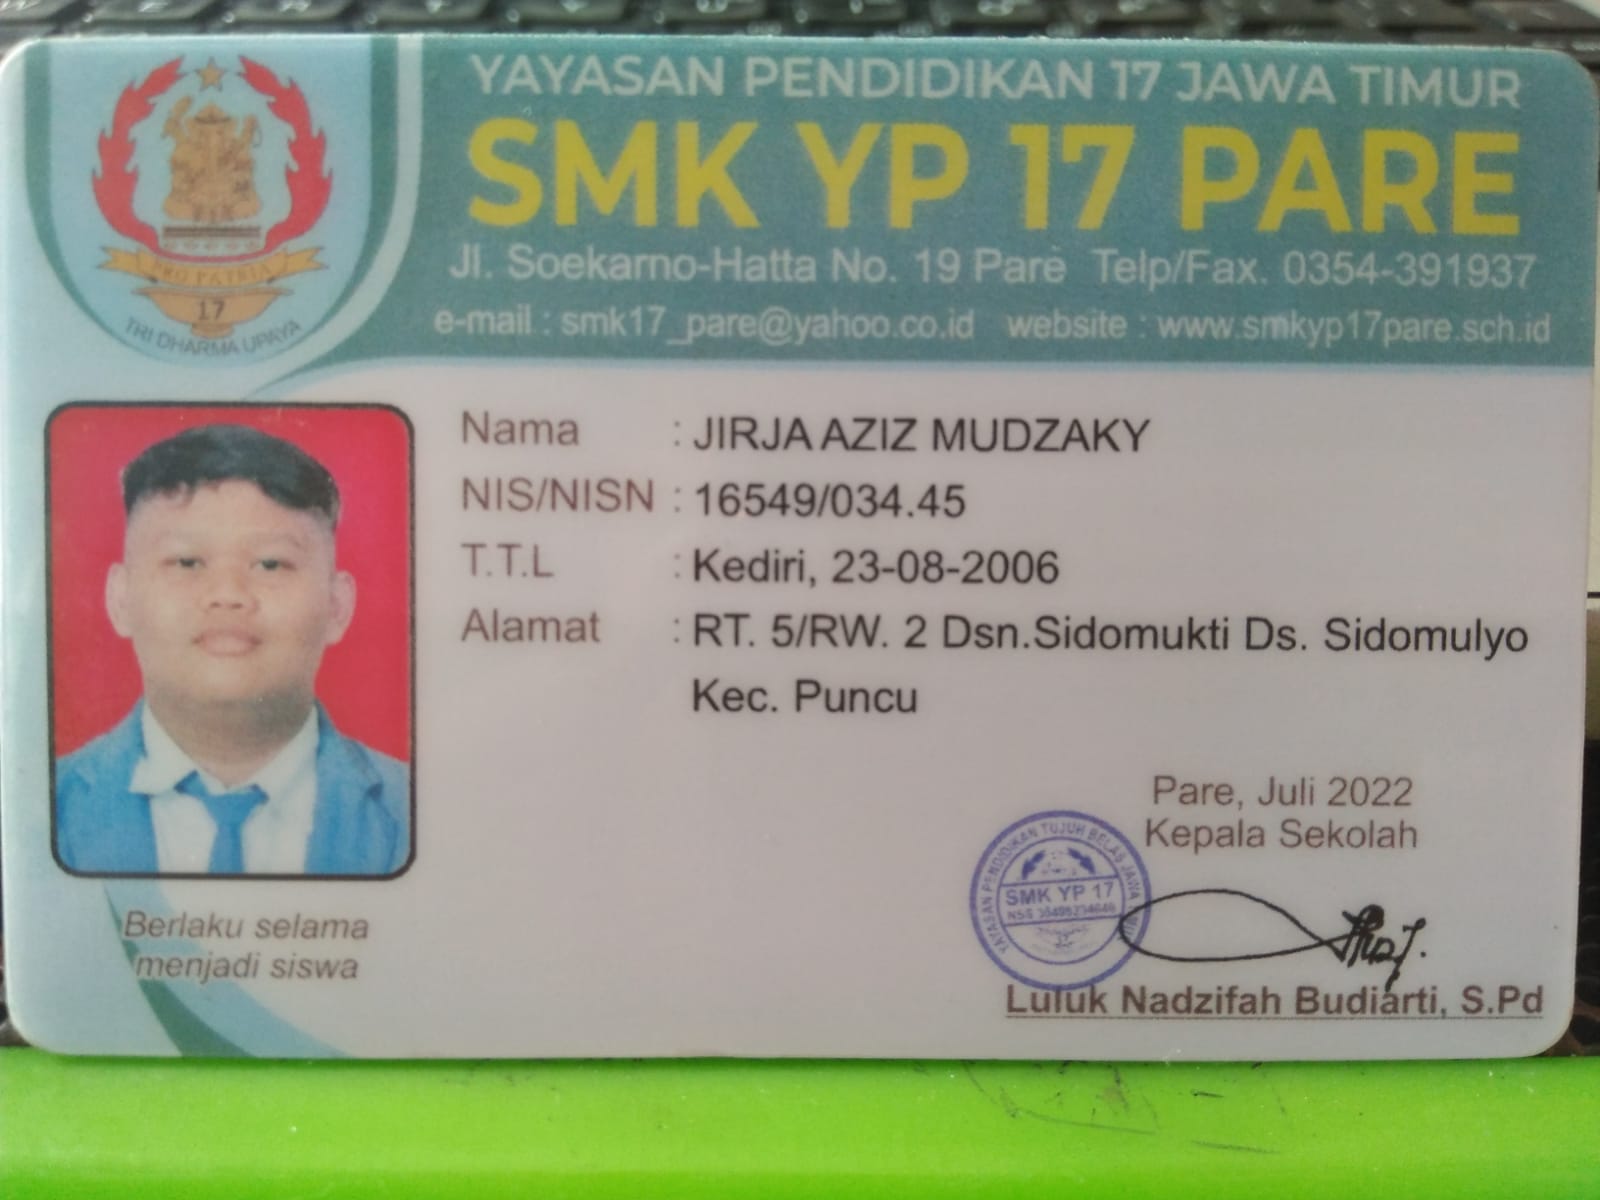 YAYASAN PENDIDIKAN 17 JAWA TIMUR
SMK YP 17 PARE
Jl. Soekarno-Hatta No. 19 Pare Telp/Fax. 0354-391937
e-mail : smk17_pare@yahoo.co.id website : www.smkyp17pare.sch.id
PRO PATRIA
17
TRI DHARMA UPAYA
Nama : JIRJA AZIZ MUDZAKY
NIS/NISN : 16549/034.45
T.T.L : Kediri, 23-08-2006
Alamat : RT. 5/RW. 2 Dsn.Sidomukti Ds. Sidomulyo
Kec. Puncu
Berlaku selama
menjadi siswa
Pare, Juli 2022
Kepala Sekolah
YAYASAN PENDIDIKAN TUJUH BELAS JAWA
SMK YP 17
NSS
Luluk Nadzifah Budiarti, S.Pd